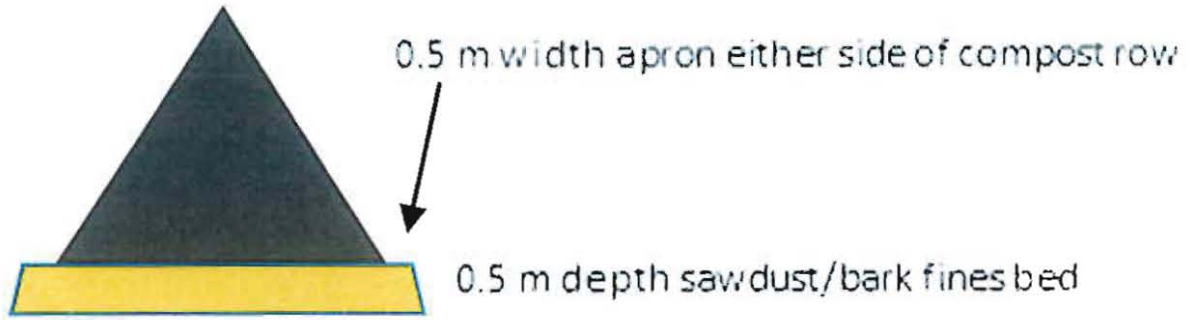 0.5 m width apron either side of compost row
0.5 m depth sawdust/bark fines bed